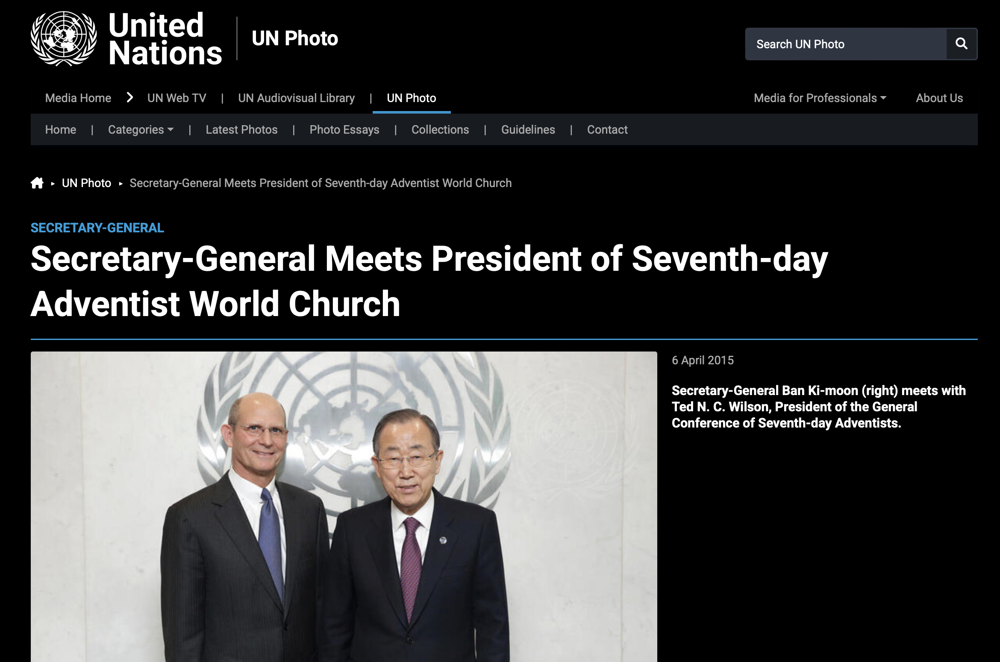 United
Nations
UN Photo
Search UN Photo
Media Home
UN Web TV | UN Audiovisual Library | UN Photo
Media for Professionals
About Us
Home | Categories | Latest Photos | Photo Essays | Collections | Guidelines | Contact
UN Photo
Secretary-General Meets President of Seventh-day Adventist World Church
SECRETARY-GENERAL
Secretary-General Meets President of Seventh-day
Adventist World Church
6 April 2015
Secretary-General Ban Ki-moon (right) meets with
Ted N. C. Wilson, President of the General
Conference of Seventh-day Adventists.